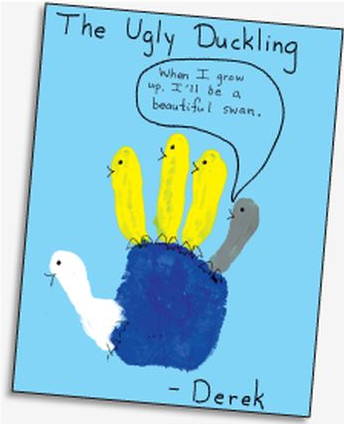 The Ugly Duckling
When I grow
up, I'll be a
beautiful swan.
- Derek